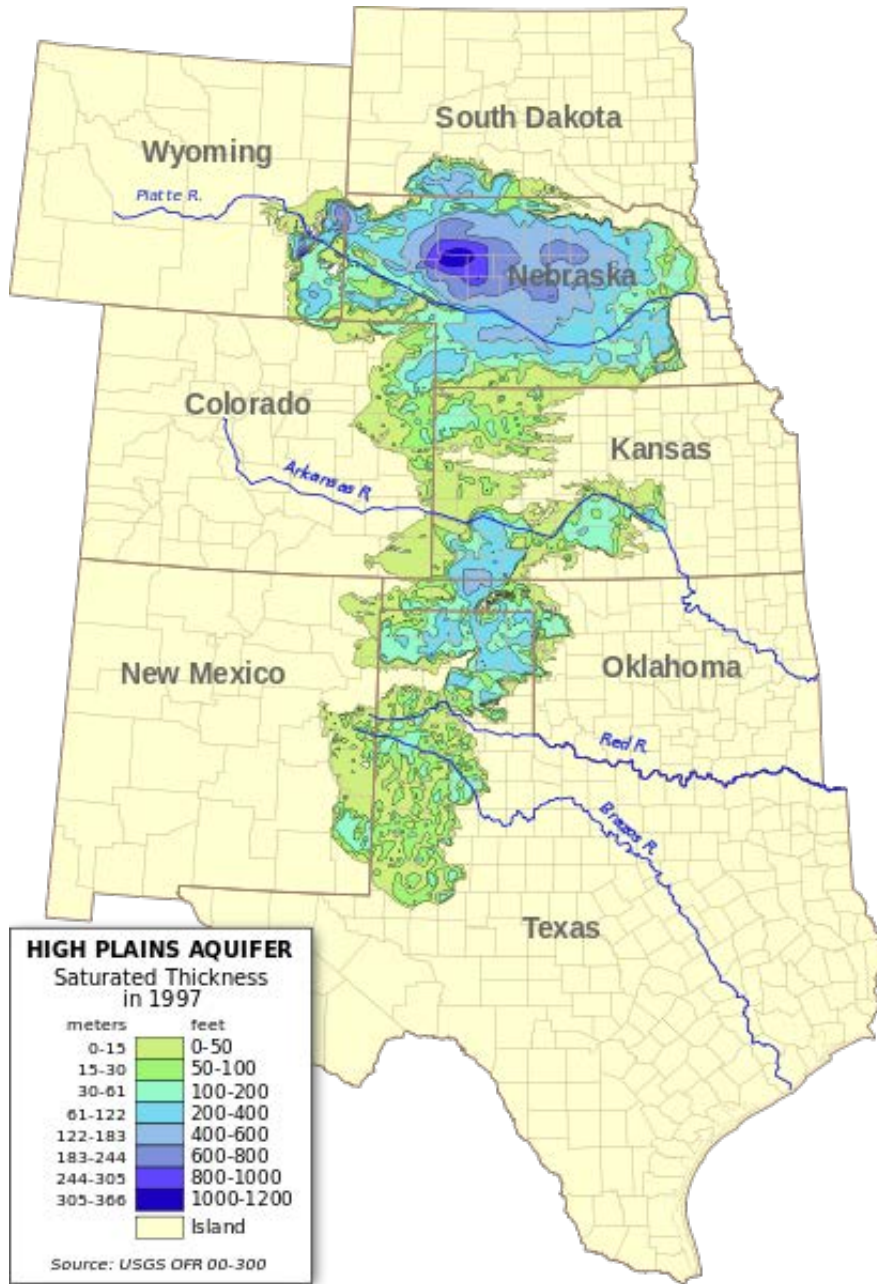 South Dakota
Wyoming
Platte R.
Nebraska
Colorado
Kansas
Arkansas R.
New Mexico
Oklahoma
Red R.
Brazos R.
Texas
HIGH PLAINS AQUIFER
Saturated Thickness
in 1997
meters feet
0-15 0-50
15-30 50-100
30-61 100-200
61-122 200-400
122-183 400-600
183-244 600-800
244-305 800-1000
305-366 1000-1200
Island
Source: USGS OFR 00-300